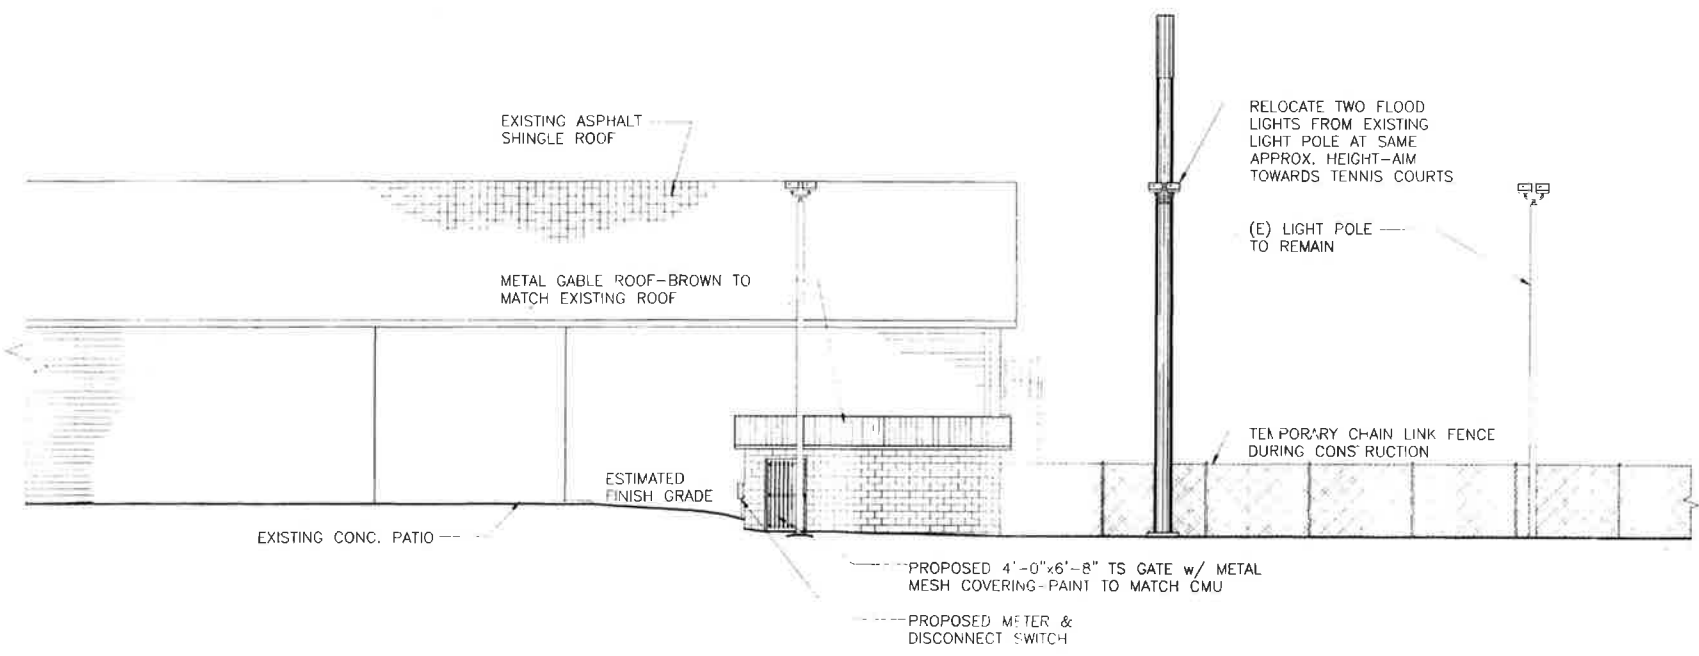 EXISTING ASPHALT
SHINGLE ROOF
RELOCATE TWO FLOOD
LIGHTS FROM EXISTING
LIGHT POLE AT SAME
APPROX. HEIGHT-AIM
TOWARDS TENNIS COURTS
(E) LIGHT POLE
TO REMAIN
METAL GABLE ROOF-BROWN TO
MATCH EXISTING ROOF
TEMPORARY CHAIN LINK FENCE
DURING CONSTRUCTION
ESTIMATED
FINISH GRADE
EXISTING CONC. PATIO
PROPOSED 4'-0"x6'-8" TS GATE w/ METAL
MESH COVERING-PAINT TO MATCH CMU
PROPOSED METER &
DISCONNECT SWITCH